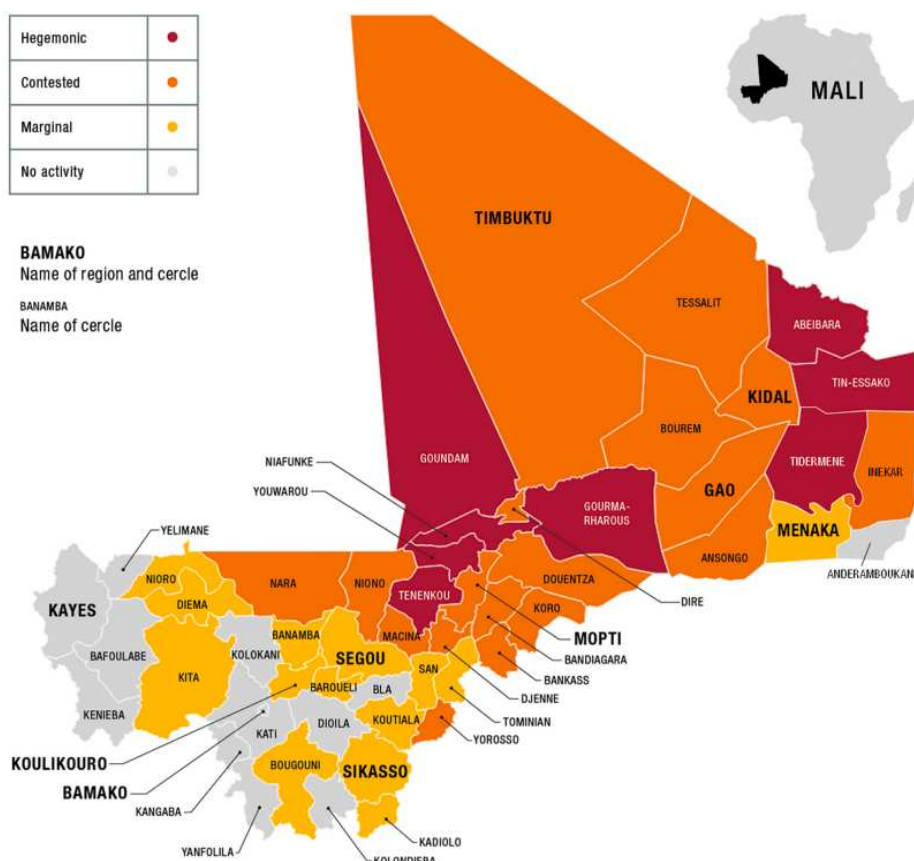 Hegemonic
Contested
Marginal
No activity
BAMAKO
Name of region and cercle
BANAMBA
Name of cercle
MALI
TIMBUKTU
TESSALIT
ABEIBARA
TIN-ESSAKO
KIDAL
BOUREM
TIDERMENE
INEKAR
GOUNDAM
NIAFUNKE
YOUWAROU
GOURMA-
RHAROUS
GAO
MENAKA
ANSONGO
ANDERAMBOUKANE
YELIMANE
NIORO
DIEMA
NARA
NIONO
TENENKOU
DOUENTZA
DIRE
KAYES
KORO
MOPTI
MACINA
BANDIAGARA
BANAMBA
KOLOKANI
BAFOULABE
SEGOU
SAN
BANKASS
DJENNE
KITA
BAROUELI
BLA
TOMINIAN
KENIEBA
KATI
DIOILA
KOUTIALA
YOROSSO
KOULIKOURO
BOUGOUNI
SIKASSO
BAMAKO
KANGABA
YANFOLILA
KADIOLO
KOLONDIEBA